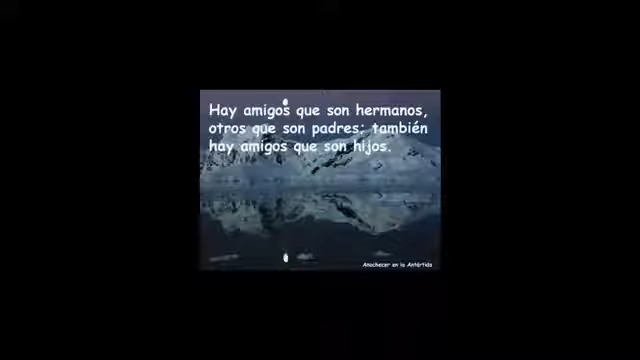 Hay amigos que son hermanos,
otros que son padres; también
hay amigos que son hijos.
Anochecer en la Antártida